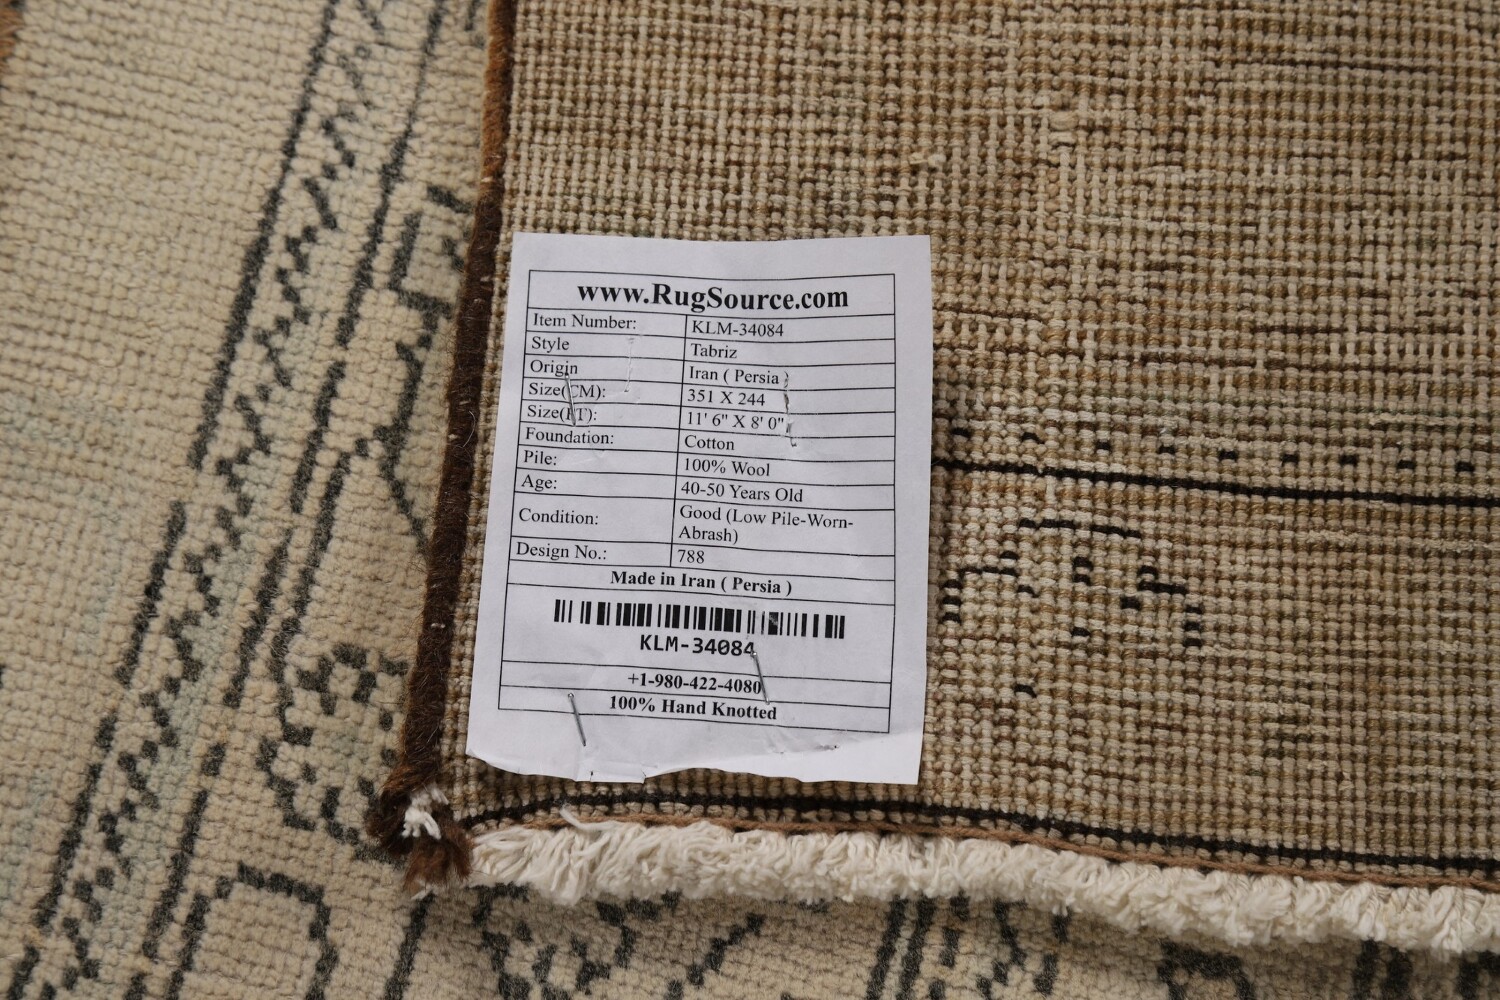 www.RugSource.com
Item Number: KLM-34084
Style Tabriz
Origin Iran ( Persia )
Size(CM): 351 X 244
Size(FT): 11' 6" X 8' 0"
Foundation: Cotton
Pile: 100% Wool
Age: 40-50 Years Old
Condition: Good (Low Pile-Worn-
Abrash)
Design No.: 788
Made in Iran ( Persia )
KLM-34084
+1-980-422-4080
100% Hand Knotted